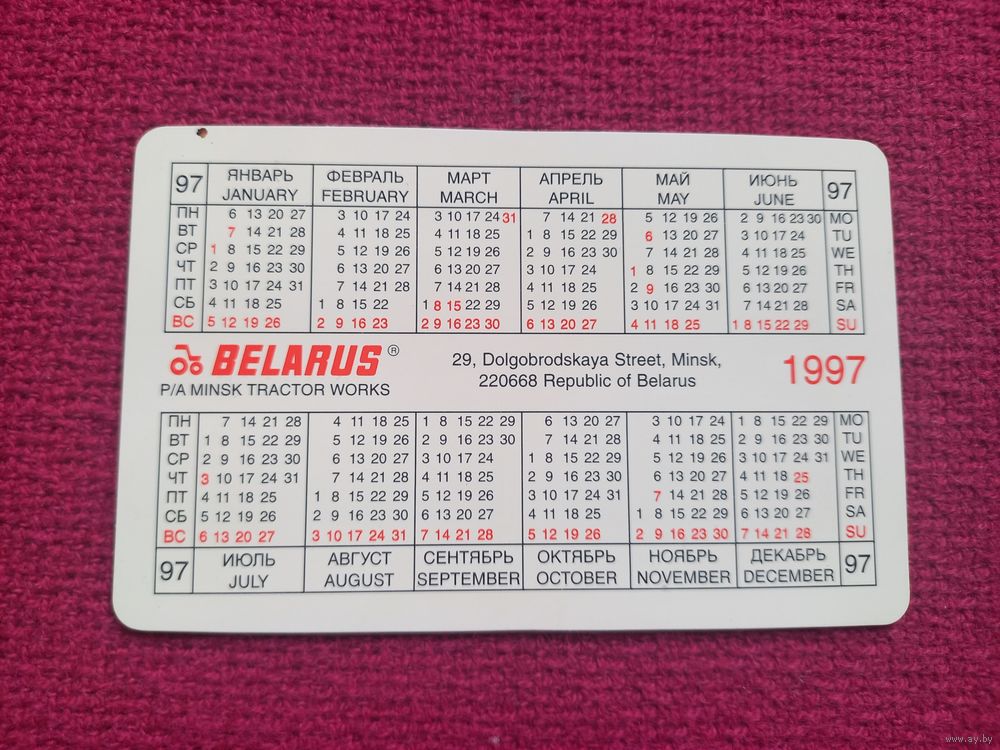 97 ЯНВАРЬ ФЕВРАЛЬ МАРТ АПРЕЛЬ МАЙ ИЮНЬ 97
JANUARY FEBRUARY MARCH APRIL MAY JUNE
ПН 6 13 20 27 3 10 17 24 3 10 17 24 31 7 14 21 28 5 12 19 26 2 9 16 23 30 MO
ВТ 7 14 21 28 4 11 18 25 4 11 18 25 1 8 15 22 29 6 13 20 27 3 10 17 24 TU
СР 1 8 15 22 29 5 12 19 26 5 12 19 26 2 9 16 23 30 7 14 21 28 4 11 18 25 WE
ЧТ 2 9 16 23 30 6 13 20 27 6 13 20 27 3 10 17 24 1 8 15 22 29 5 12 19 26 TH
ПТ 3 10 17 24 31 7 14 21 28 7 14 21 28 4 11 18 25 2 9 16 23 30 6 13 20 27 FR
СБ 4 11 18 25 1 8 15 22 1 8 15 22 29 5 12 19 26 3 10 17 24 31 7 14 21 28 SA
ВС 5 12 19 26 2 9 16 23 2 9 16 23 30 6 13 20 27 4 11 18 25 1 8 15 22 29 SU
BELARUS ®
P/A MINSK TRACTOR WORKS
29, Dolgobrodskaya Street, Minsk,
220668 Republic of Belarus
1997
ПН 7 14 21 28 4 11 18 25 1 8 15 22 29 6 13 20 27 3 10 17 24 1 8 15 22 29 MO
ВТ 1 8 15 22 29 5 12 19 26 2 9 16 23 30 7 14 21 28 4 11 18 25 2 9 16 23 30 TU
СР 2 9 16 23 30 6 13 20 27 3 10 17 24 1 8 15 22 29 5 12 19 26 3 10 17 24 31 WE
ЧТ 3 10 17 24 31 7 14 21 28 4 11 18 25 2 9 16 23 30 6 13 20 27 4 11 18 25 TH
ПТ 4 11 18 25 1 8 15 22 29 5 12 19 26 3 10 17 24 31 7 14 21 28 5 12 19 26 FR
СБ 5 12 19 26 2 9 16 23 30 6 13 20 27 4 11 18 25 1 8 15 22 29 6 13 20 27 SA
ВС 6 13 20 27 3 10 17 24 31 7 14 21 28 5 12 19 26 2 9 16 23 30 7 14 21 28 SU
97 ИЮЛЬ АВГУСТ СЕНТЯБРЬ ОКТЯБРЬ НОЯБРЬ ДЕКАБРЬ 97
JULY AUGUST SEPTEMBER OCTOBER NOVEMBER DECEMBER
www.ay.by